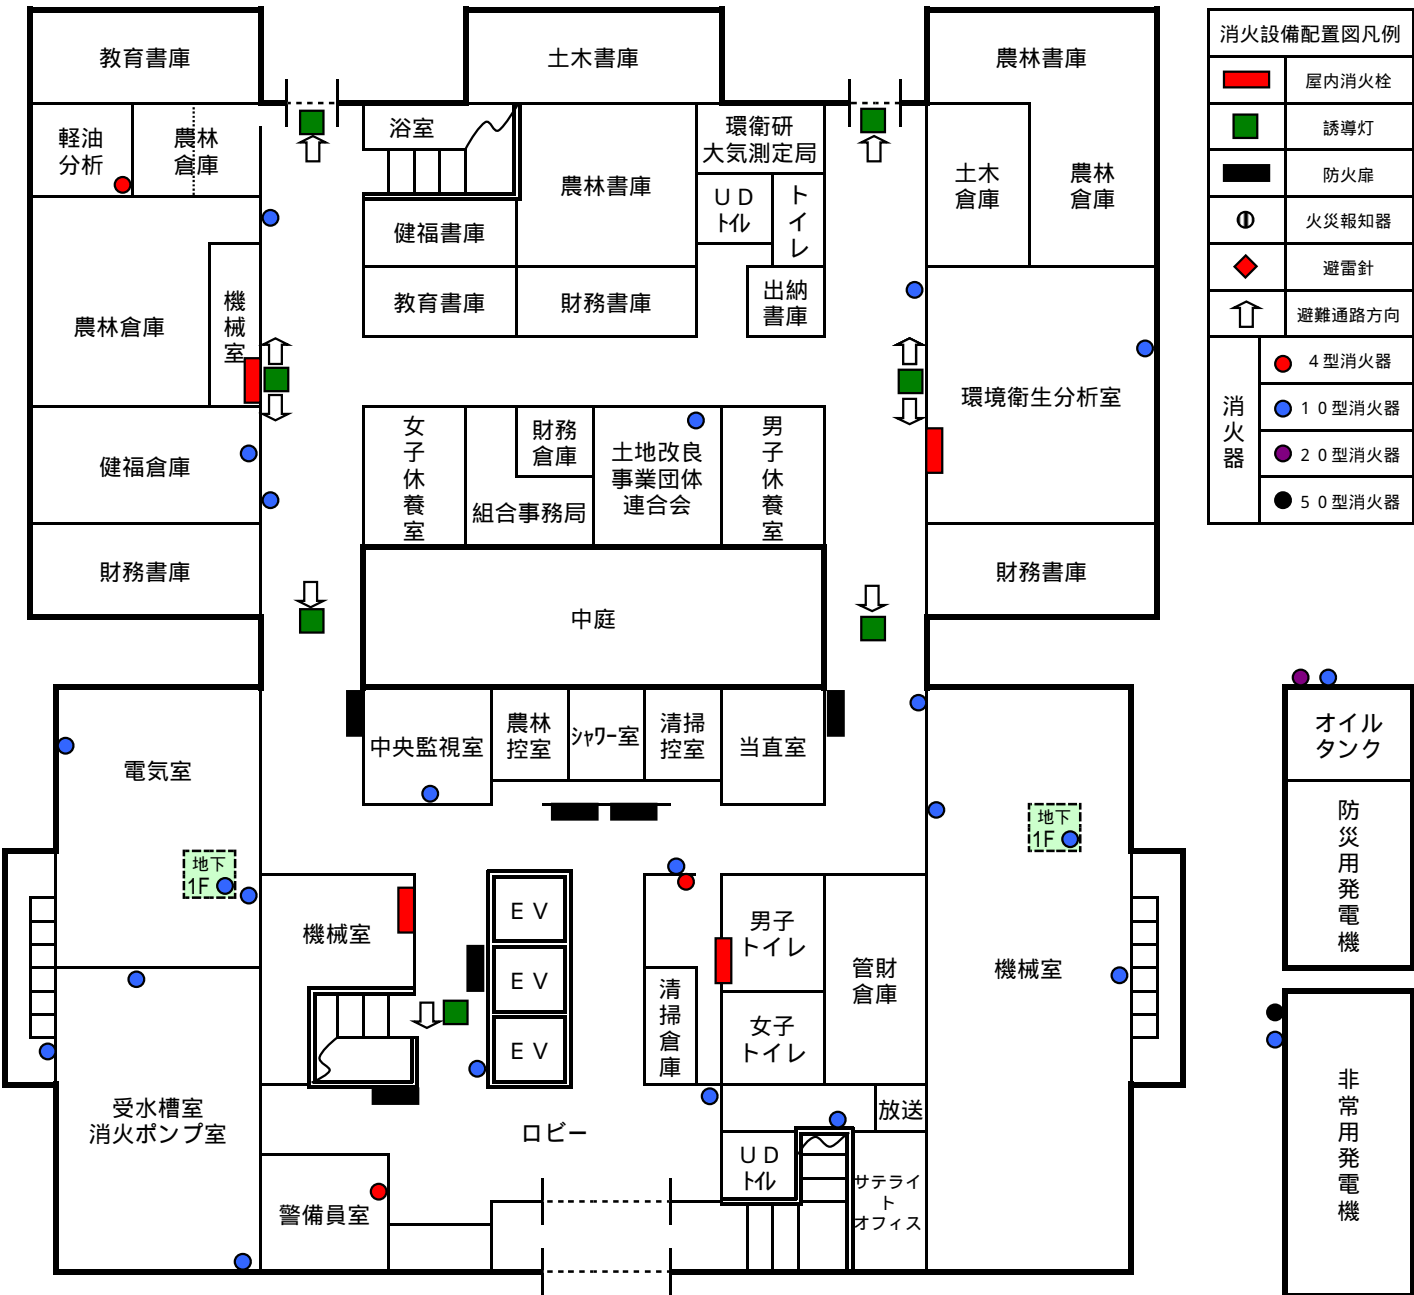 教育書庫
土木書庫
農林書庫
消火設備配置図凡例
屋内消火栓
誘導灯
防火扉
火災報知器
避雷針
避難通路方向
消火器
4型消火器
10型消火器
20型消火器
50型消火器
軽油
分析
農林
倉庫
浴室
農林書庫
環衛研
大気測定局
UD
トイレ
トイレ
土木
倉庫
農林
倉庫
健福書庫
教育書庫
財務書庫
出納
書庫
農林倉庫
機械室
環境衛生分析室
健福倉庫
女子休養室
財務
倉庫
組合事務局
土地改良
事業団体
連合会
男子休養室
財務書庫
中庭
財務書庫
電気室
中央監視室
農林
控室
シャワー室
清掃
控室
当直室
オイル
タンク
防災用発電機
地下
1F
地下
1F
機械室
EV
EV
EV
男子
トイレ
管財
倉庫
機械室
清掃倉庫
女子
トイレ
受水槽室
消火ポンプ室
ロビー
放送
UD
トイレ
サテライ
ト
オフィス
警備員室
非常用発電機